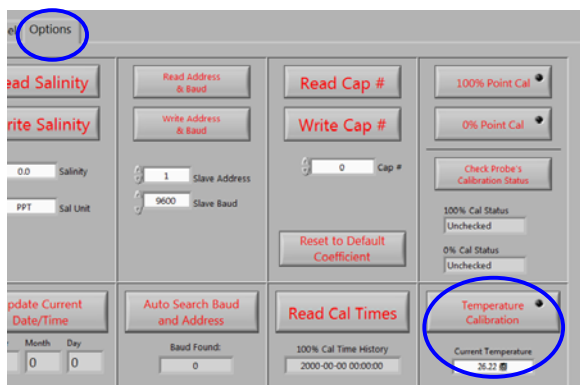 Options
Salinity
Salinity
0.0 Salinity
PPT Sal Unit
Read Address
& Baud
Write Address
& Baud
1 Slave Address
9600 Slave Baud
Read Cap #
Write Cap #
0 Cap #
Reset to Default
Coefficient
100% Point Cal
0% Point Cal
Check Probe's
Calibration Status
100% Cal Status
Unchecked
0% Cal Status
Unchecked
Current
Date/Time
Month Day
0 0
Auto Search Baud
and Address
Baud Found:
0
Read Cal Times
100% Cal Time History
2000-00-00 00:00:00
Temperature
Calibration
Current Temperature
26.22